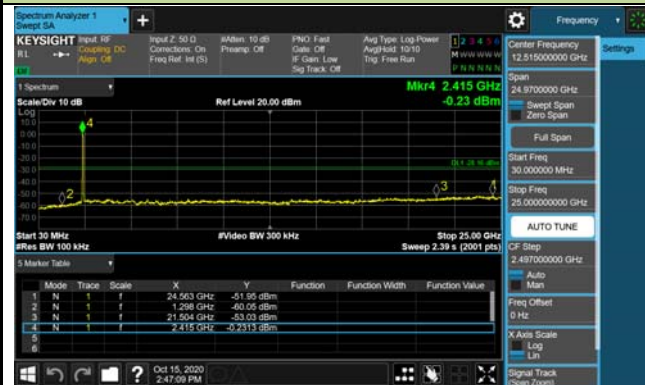 Spectrum Analyzer 1
Swept SA
+
Frequency
KEYSIGHT
RL
Input: RF
Coupling: DC
Align: Off
Input Z: 50 Ω
Corrections: On
Freq Ref: Int (S)
#Atten: 10 dB
Preamp: Off
PNO: Fast
Gate: Off
IF Gain: Low
Sig Track: Off
Avg Type: Log-Power
Avg|Hold: 10/10
Trig: Free Run
1 2 3 4 5 6
M W W W W W
P N N N N N
1 Spectrum
Scale/Div 10 dB
Ref Level 20.00 dBm
Mkr4 2.415 GHz
-0.23 dBm
Log
10.0
0.00
-10.0
-20.0
-30.0
-40.0
-50.0
-60.0
-70.0
4
2
3
1
Start 30 MHz
#Res BW 100 kHz
#Video BW 300 kHz
Stop 25.00 GHz
Sweep 2.39 s (2001 pts)
5 Marker Table
Mode Trace Scale X Y Function Function Width Function Value
1 N 1 f 24.563 GHz -51.95 dBm
2 N 1 f 1.298 GHz -60.05 dBm
3 N 1 f 21.504 GHz -53.03 dBm
4 N 1 f 2.415 GHz -0.2313 dBm
5
6
?
Oct 15, 2020
2:47:09 PM
Center Frequency
12.515000000 GHz
Settings
Span
24.9700000 GHz
Swept Span
Zero Span
Full Span
Start Freq
30.000000 MHz
Stop Freq
25.000000000 GHz
AUTO TUNE
CF Step
2.497000000 GHz
Auto
Man
Freq Offset
0 Hz
X Axis Scale
Log
Lin
Signal Track
(Span Zoom)